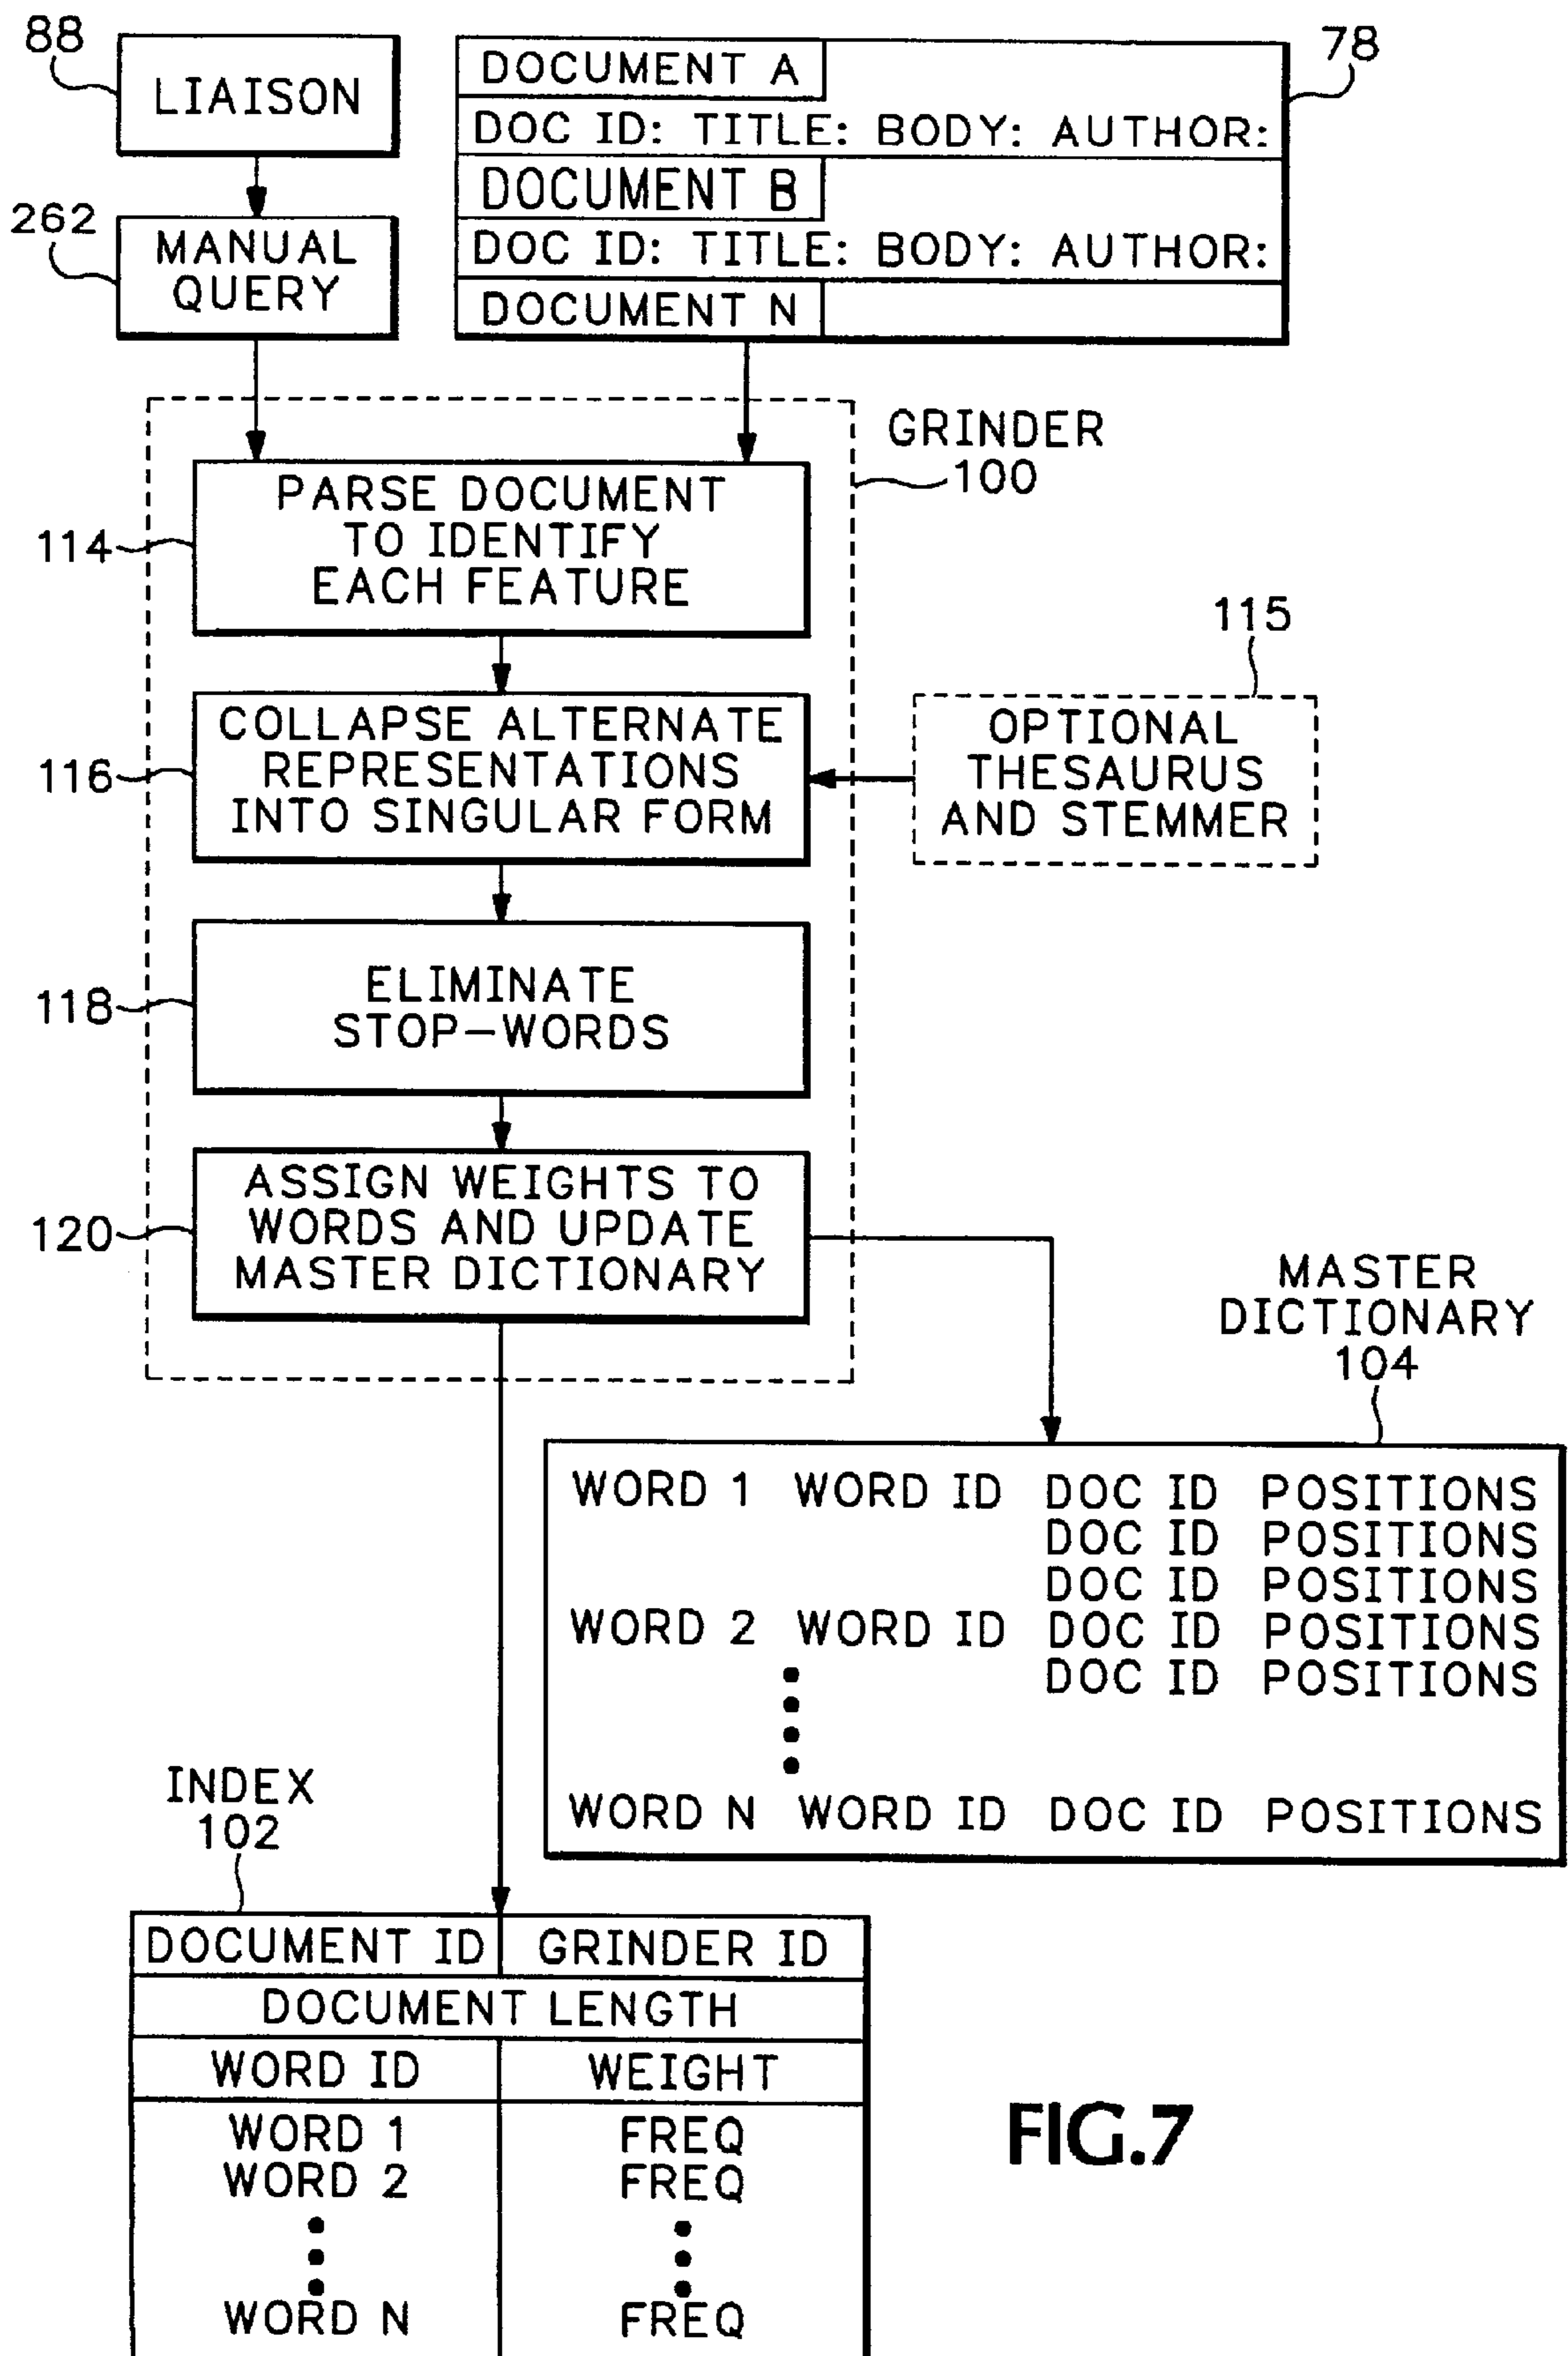 88
LIAISON
262
MANUAL
QUERY
DOCUMENT A
DOC ID: TITLE: BODY: AUTHOR:
DOCUMENT B
DOC ID: TITLE: BODY: AUTHOR:
DOCUMENT N
78
GRINDER
100
PARSE DOCUMENT
TO IDENTIFY
EACH FEATURE
114
COLLAPSE ALTERNATE
REPRESENTATIONS
INTO SINGULAR FORM
116
115
OPTIONAL
THESAURUS
AND STEMMER
ELIMINATE
STOP-WORDS
118
ASSIGN WEIGHTS TO
WORDS AND UPDATE
MASTER DICTIONARY
120
MASTER
DICTIONARY
104
WORD 1 WORD ID DOC ID POSITIONS
DOC ID POSITIONS
DOC ID POSITIONS
WORD 2 WORD ID DOC ID POSITIONS
DOC ID POSITIONS
WORD N WORD ID DOC ID POSITIONS
INDEX
102
DOCUMENT ID GRINDER ID
DOCUMENT LENGTH
WORD ID WEIGHT
WORD 1 FREQ
WORD 2 FREQ
WORD N FREQ
FIG.7